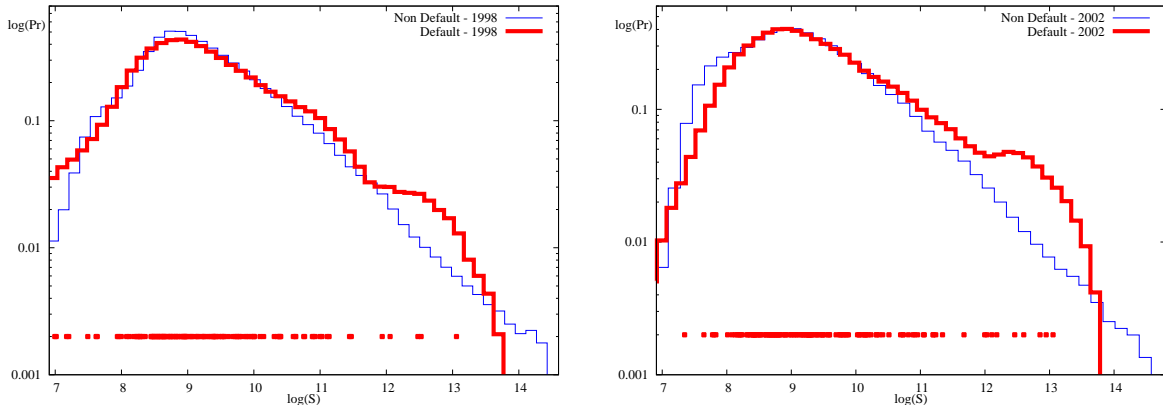 log(Pr)
Non Default - 1998
Default - 1998
0.1
0.01
0.001
7 8 9 10 11 12 13 14
log(S)
log(Pr)
Non Default - 2002
Default - 2002
0.1
0.01
0.001
7 8 9 10 11 12 13 14
log(S)